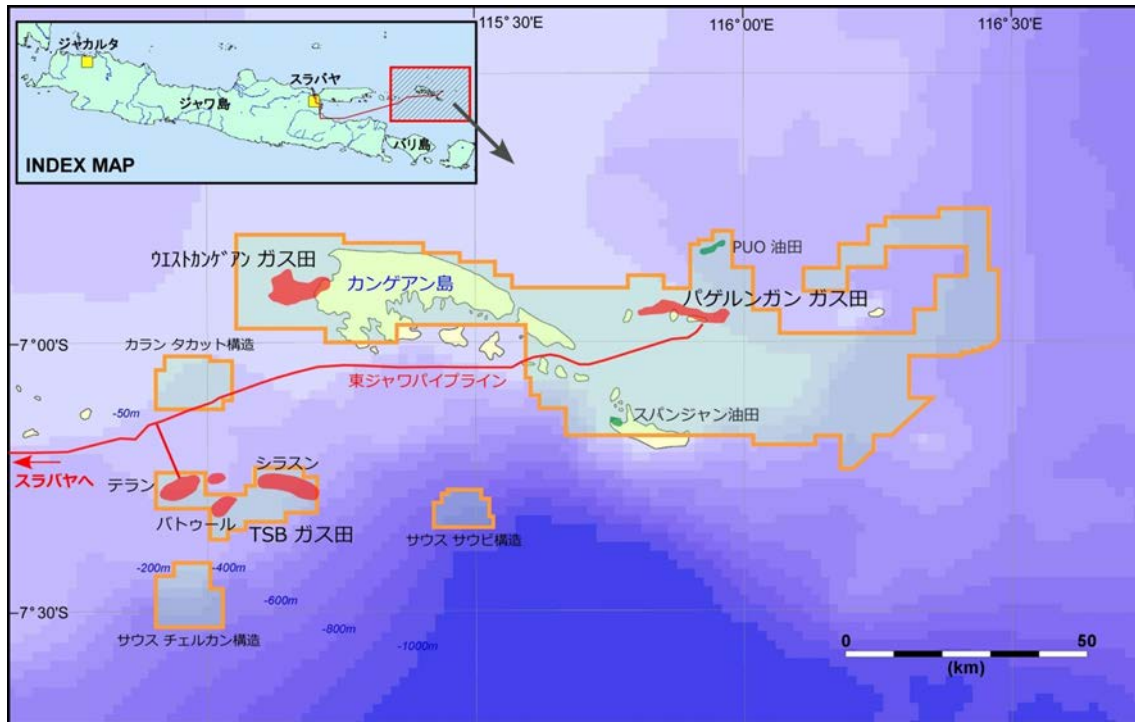 115°30'E
116°00'E
116°30'E
ジャカルタ
スラバヤ
ジャワ島
バリ島
INDEX MAP
PUO 油田
ウエストカンゲアン ガス田
カンゲアン島
パゲルンガン ガス田
-7°00'S
カラン タカット構造
東ジャワパイプライン
-50m
スパンジャン油田
スラバヤへ
シラスン
テラン
バトゥール
TSB ガス田
サウス サウビ構造
-200m
-400m
-600m
-7°30'S
-800m
サウス チェルカン構造
-1000m
0
50
(km)